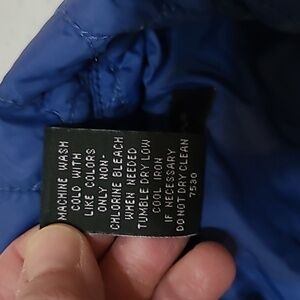 MACHINE WASH
COLD WITH
LIKE COLORS
ONLY NON-
CHLORINE BLEACH
WHEN NEEDED
TUMBLE DRY LOW
COOL IRON
IF NECESSARY
DO NOT DRY CLEAN
7530